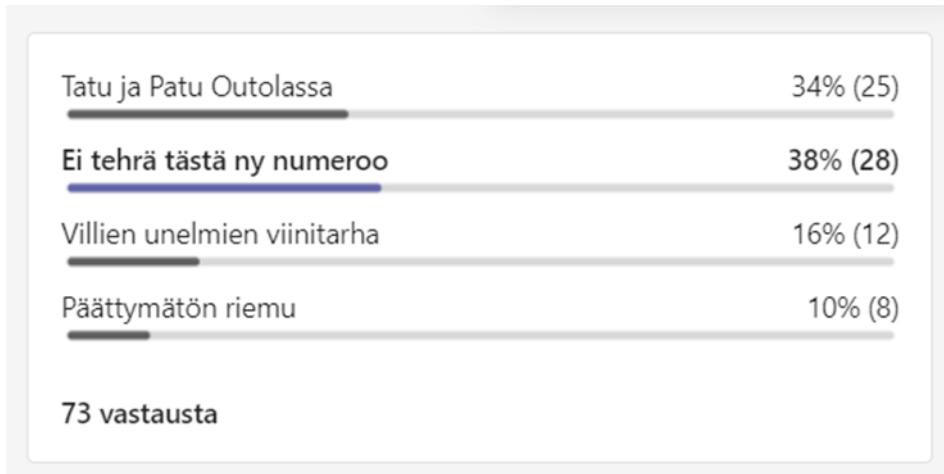 Tatu ja Patu Outolassa 34% (25)
Ei tehrä tästä ny numeroo 38% (28)
Villien unelmien viinitarha 16% (12)
Päättymätön riemu 10% (8)
73 vastausta